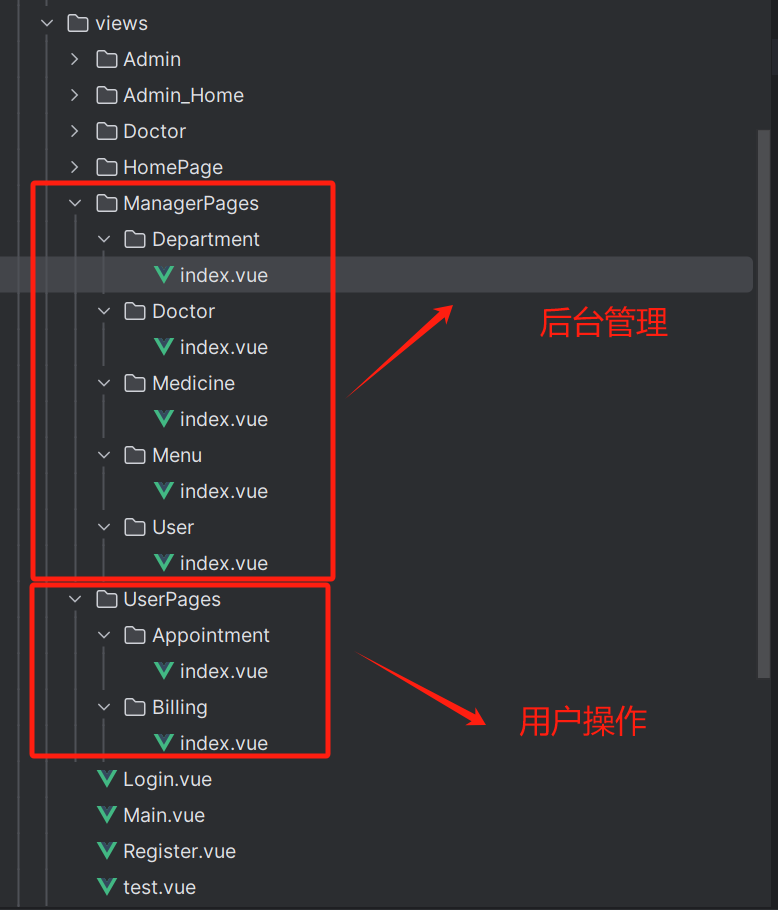 views
Admin
Admin_Home
Doctor
HomePage
ManagerPages
Department
index.vue
Doctor
后台管理
index.vue
Medicine
index.vue
Menu
index.vue
User
index.vue
UserPages
Appointment
index.vue
Billing
用户操作
index.vue
Login.vue
Main.vue
Register.vue
test.vue